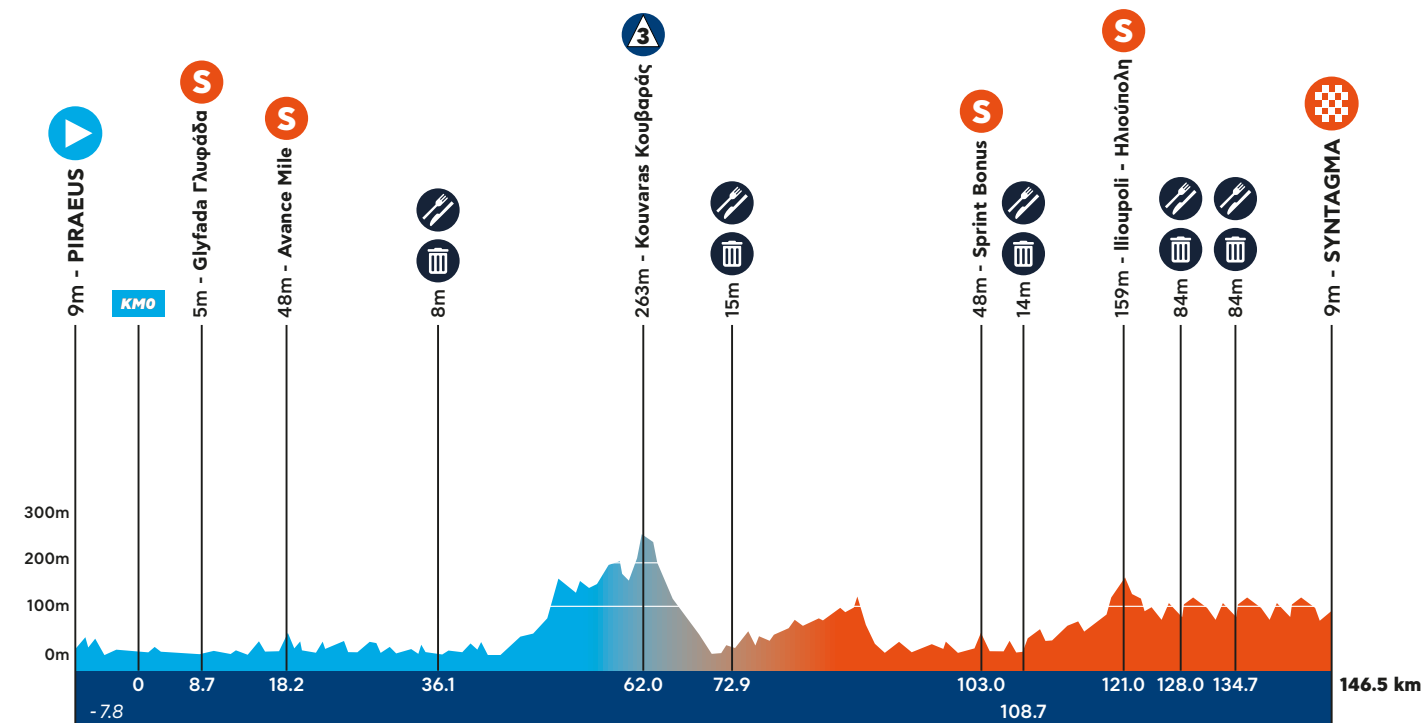 9m - PIRAEUS
KM0
S
5m - Glyfada Γλυφάδα
S
48m - Avance Mile
8m
3
263m - Kouvaras Κουβαράς
15m
S
48m - Sprint Bonus
14m
S
159m - Ilioupoli - Ηλιούπολη
84m
84m
9m - SYNTAGMA
300m
200m
100m
0m
0
8.7
18.2
36.1
62.0
72.9
103.0
121.0
128.0
134.7
146.5 km
- 7.8
108.7